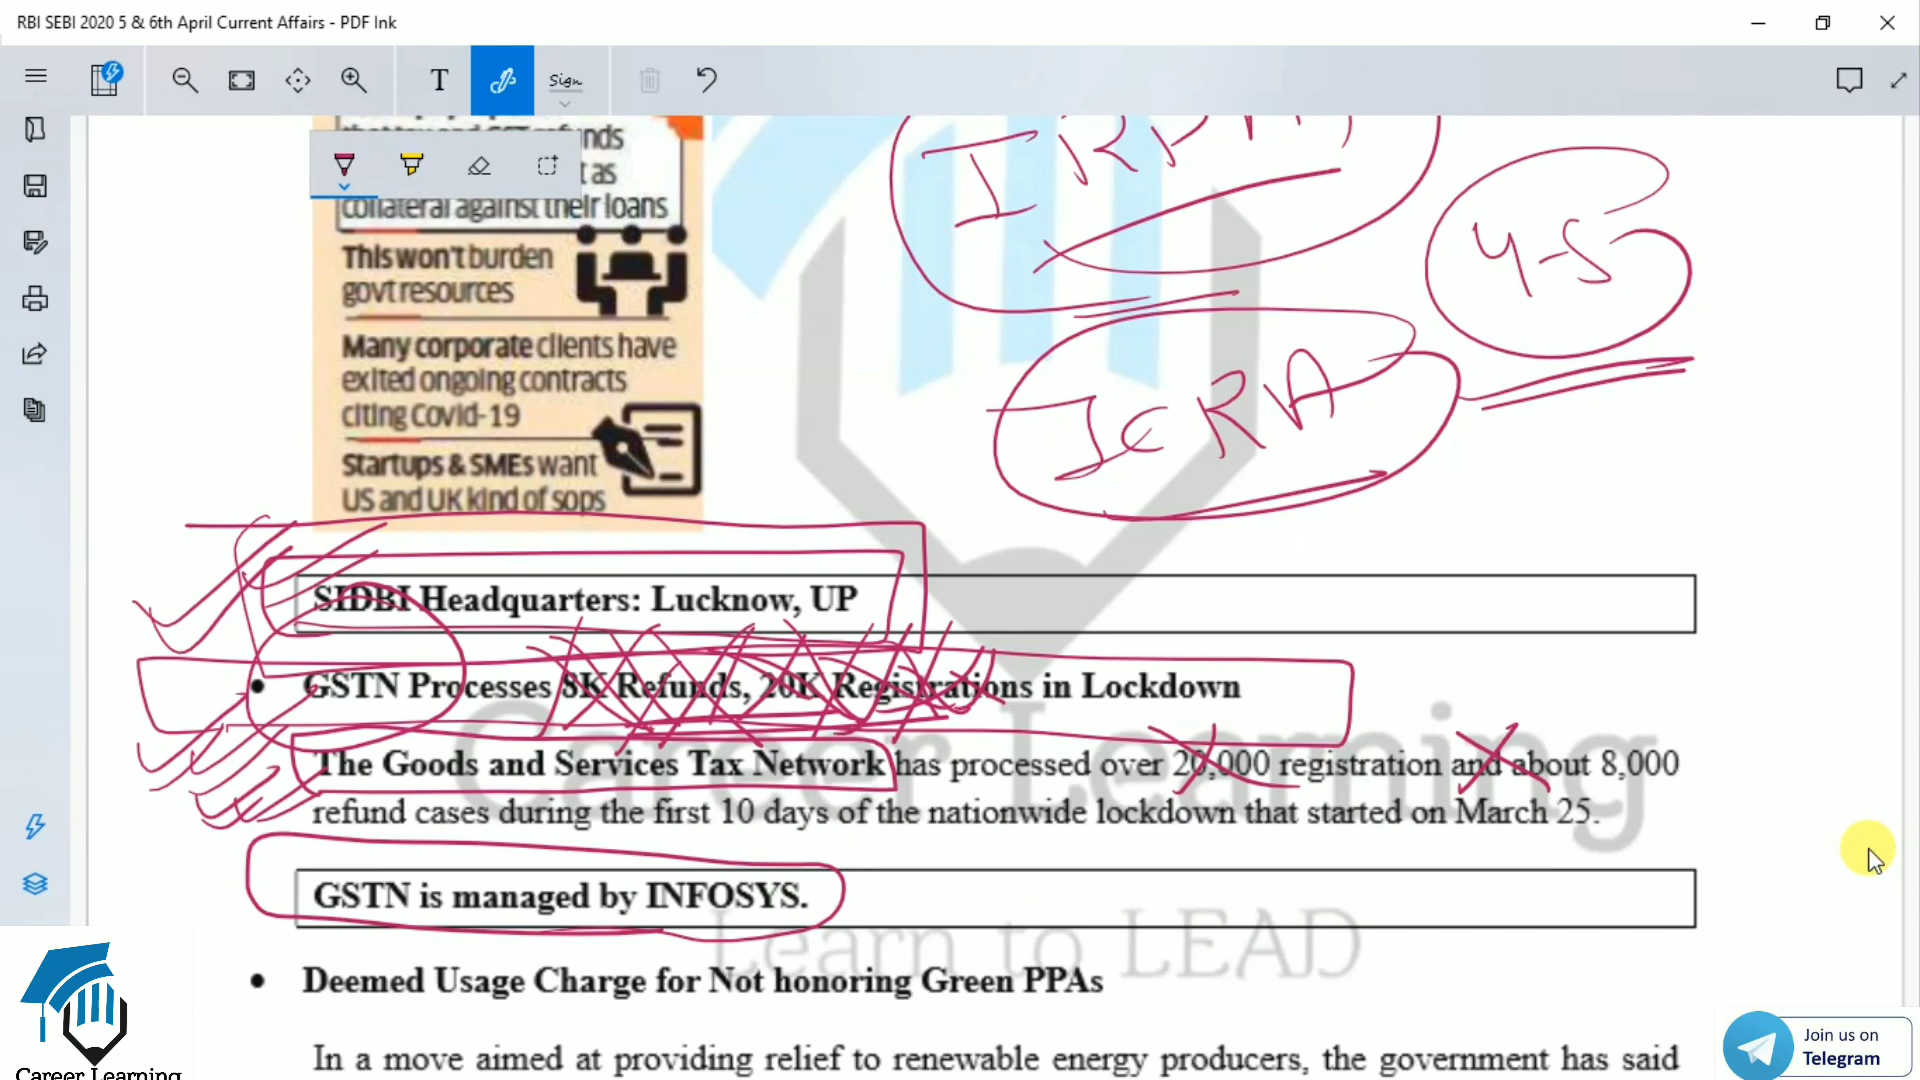 RBI SEBI 2020 5 & 6th April Current Affairs - PDF Ink
T
Sign
collateral against their loans
This won't burden
govt resources
Many corporate clients have
exited ongoing contracts
citing Covid-19
Startups & SMEs want
US and UK kind of sops
4-5
ICRA
SIDBI Headquarters: Lucknow, UP
• GSTN Processes 8K Refunds, 20K Registrations in Lockdown
The Goods and Services Tax Network has processed over 20,000 registration and about 8,000
refund cases during the first 10 days of the nationwide lockdown that started on March 25.
GSTN is managed by INFOSYS.
• Deemed Usage Charge for Not honoring Green PPAs
In a move aimed at providing relief to renewable energy producers, the government has said
Career Learning
Learn to LEAD
Career Learning
Join us on
Telegram